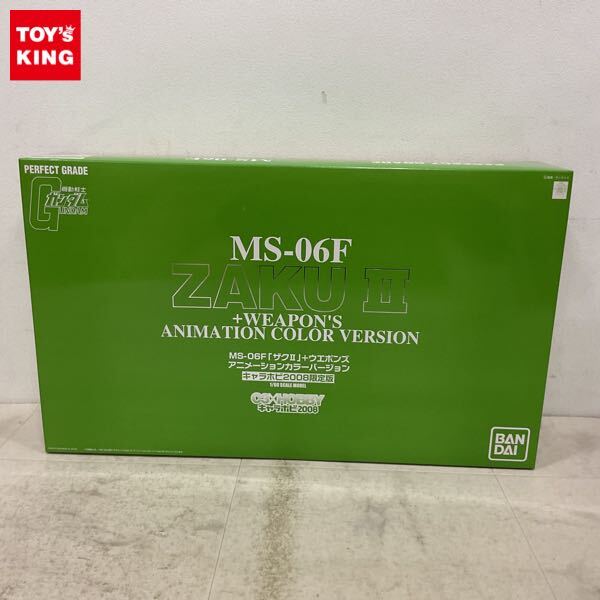 TOY'S
KING
PERFECT GRADE
機動戦士
ガンダム
GUNDAM
MS-06F
ZAKU II
+WEAPON'S
ANIMATION COLOR VERSION
MS-06F「ザクII」+ウエポンズ
アニメーションカラーバージョン
キャラホビ2008限定版
1/60 SCALE MODEL
C3×HOBBY
キャラホビ2008
BAN
DAI